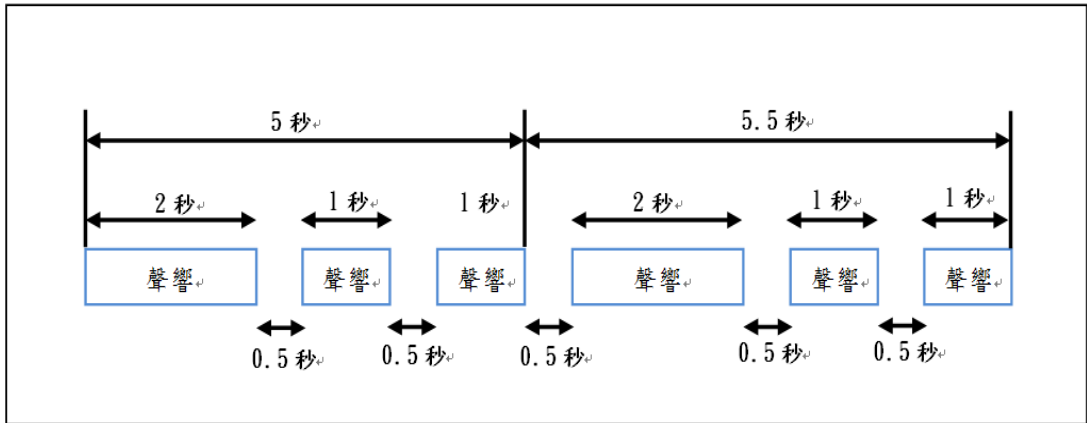 5 秒 5.5 秒
2 秒 1 秒 1 秒 2 秒 1 秒 1 秒
聲響 聲響 聲響 聲響 聲響 聲響
0.5 秒 0.5 秒 0.5 秒 0.5 秒 0.5 秒